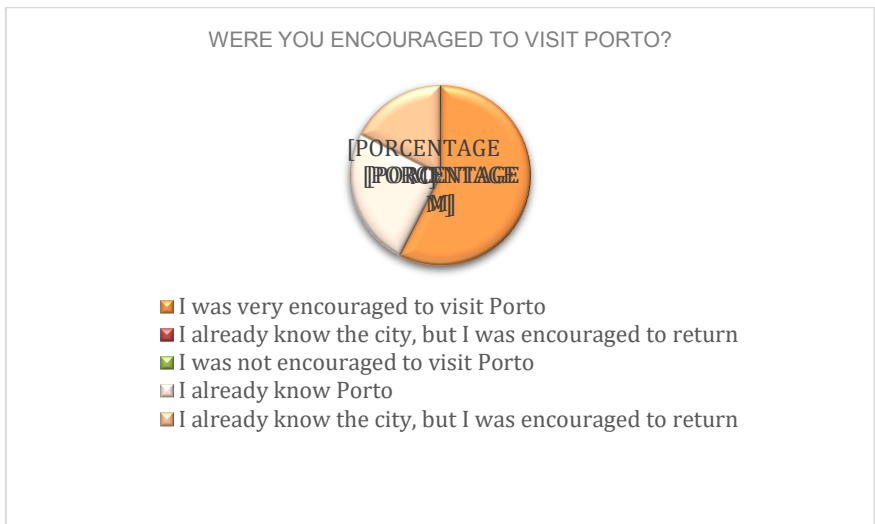 WERE YOU ENCOURAGED TO VISIT PORTO?
[PORCENTAGE
[PORCENTAGE
M]
I was very encouraged to visit Porto
I already know the city, but I was encouraged to return
I was not encouraged to visit Porto
I already know Porto
I already know the city, but I was encouraged to return